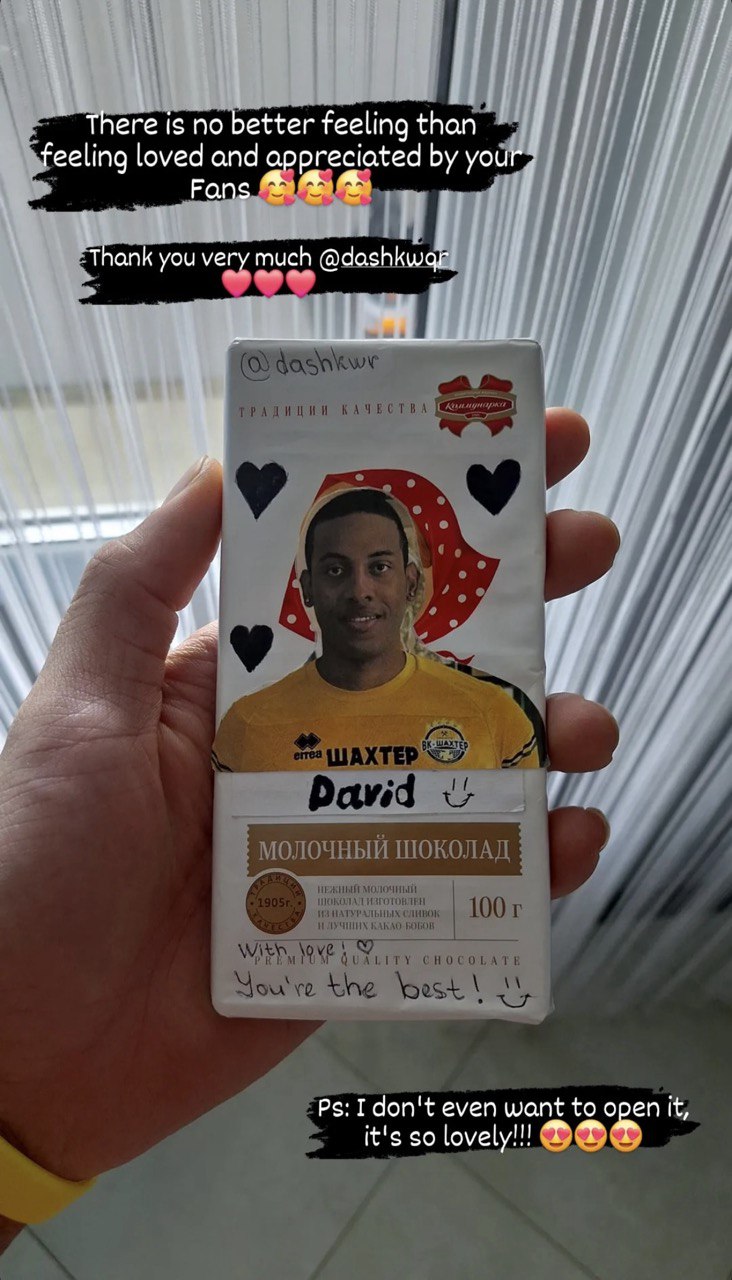 There is no better feeling than
feeling loved and appreciated by your
Fans 🥰🥰🥰
Thank you very much @dashkwqr
❤️❤️❤️
@dashkwr
ТРАДИЦИИ КАЧЕСТВА
Коммунарка
errea ШАХТЕР ВК-ШАХТЕР
David
МОЛОЧНЫЙ ШОКОЛАД
ТРАДИЦИИ
1905г.
КАЧЕСТВА
НЕЖНЫЙ МОЛОЧНЫЙ
ШОКОЛАД ИЗГОТОВЛЕН
ИЗ НАТУРАЛЬНЫХ СЛИВОК
И ЛУЧШИХ КАКАО-БОБОВ
100 г
With love! ♡
PREMIUM QUALITY CHOCOLATE
You're the best!
Ps: I don't even want to open it,
it's so lovely!!! 😍😍😍